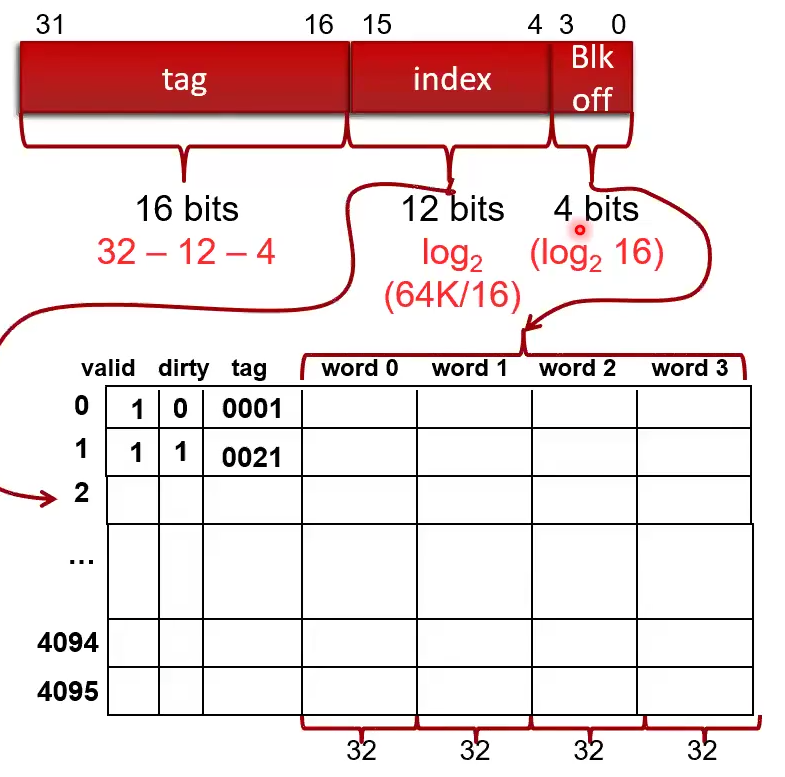 31 16 15 4 3 0
tag index Blk off
16 bits 12 bits 4 bits
32 – 12 – 4 log₂ (64K/16) (log₂ 16)
valid dirty tag word 0 word 1 word 2 word 3
0 1 0 0001
1 1 1 0021
2
...
4094
4095
32 32 32 32